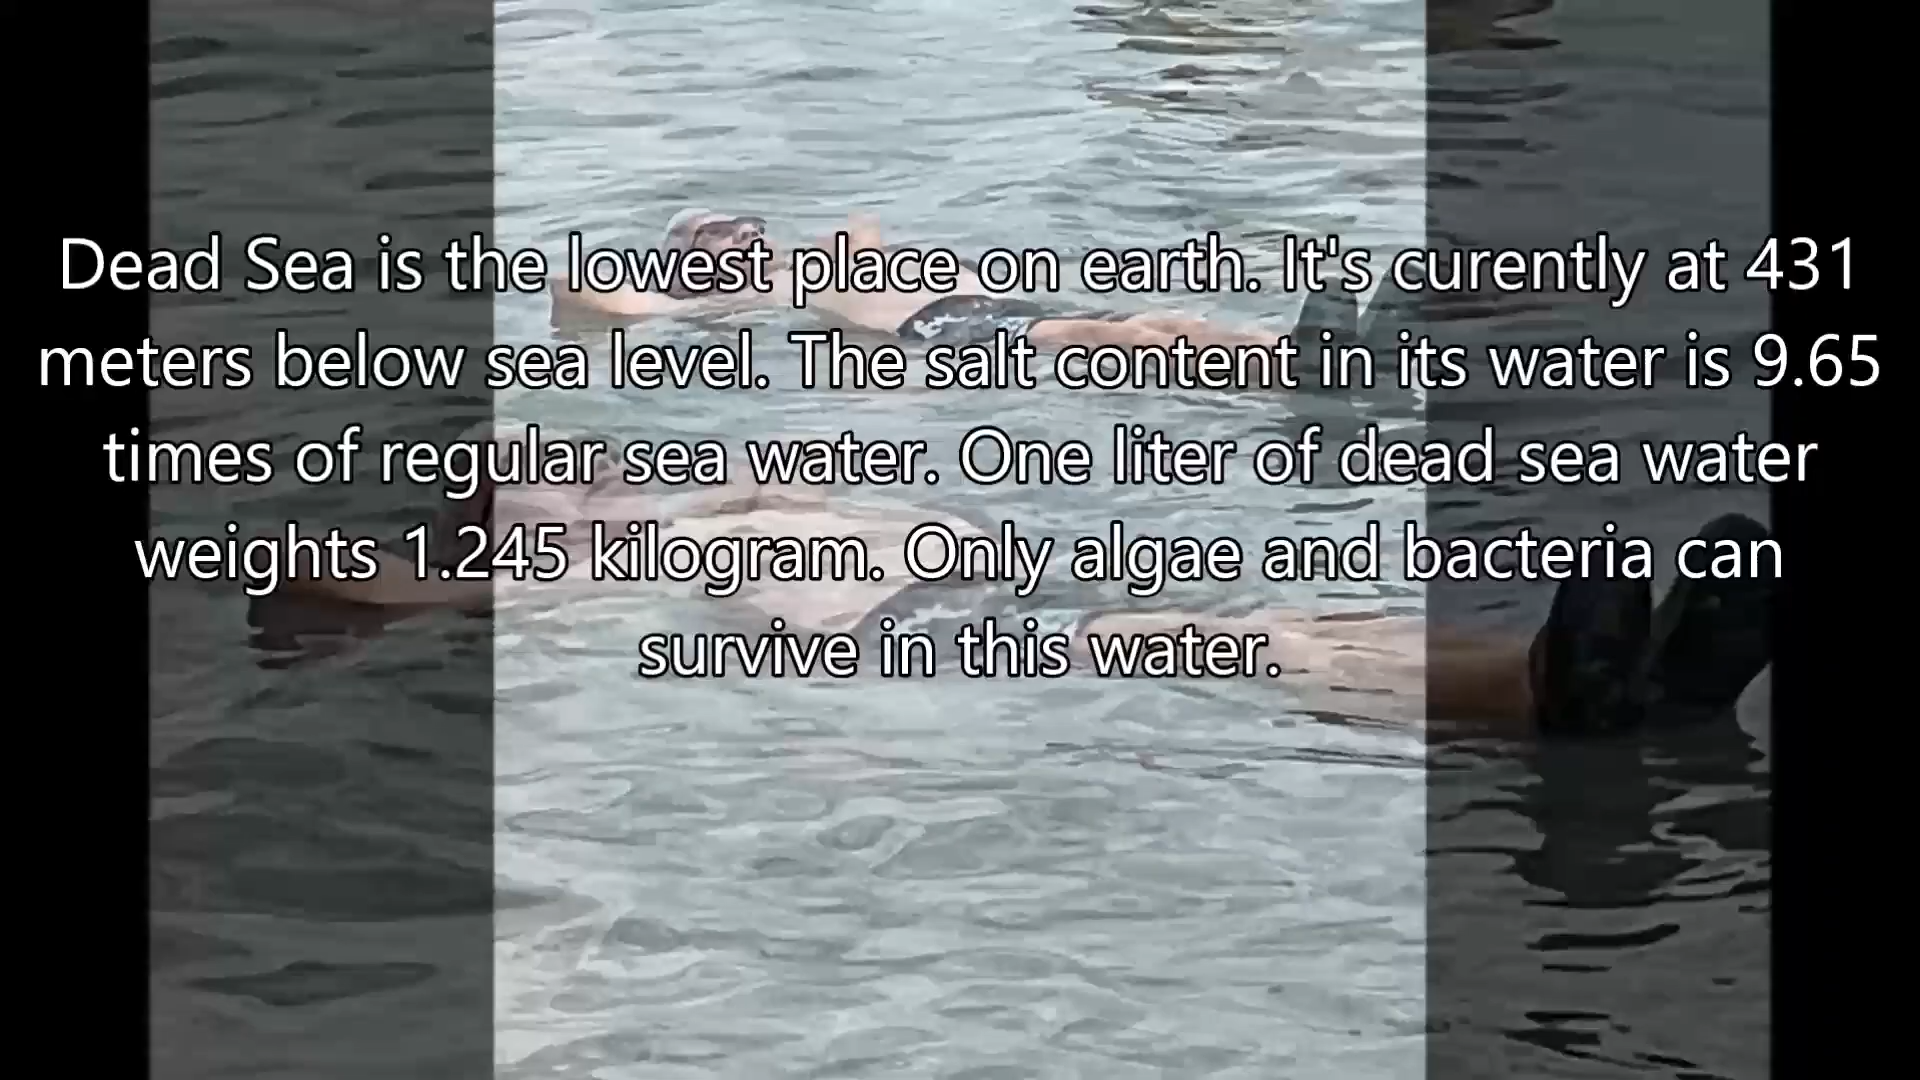 Dead Sea is the lowest place on earth. It's curently at 431
meters below sea level. The salt content in its water is 9.65
times of regular sea water. One liter of dead sea water
weights 1.245 kilogram. Only algae and bacteria can
survive in this water.